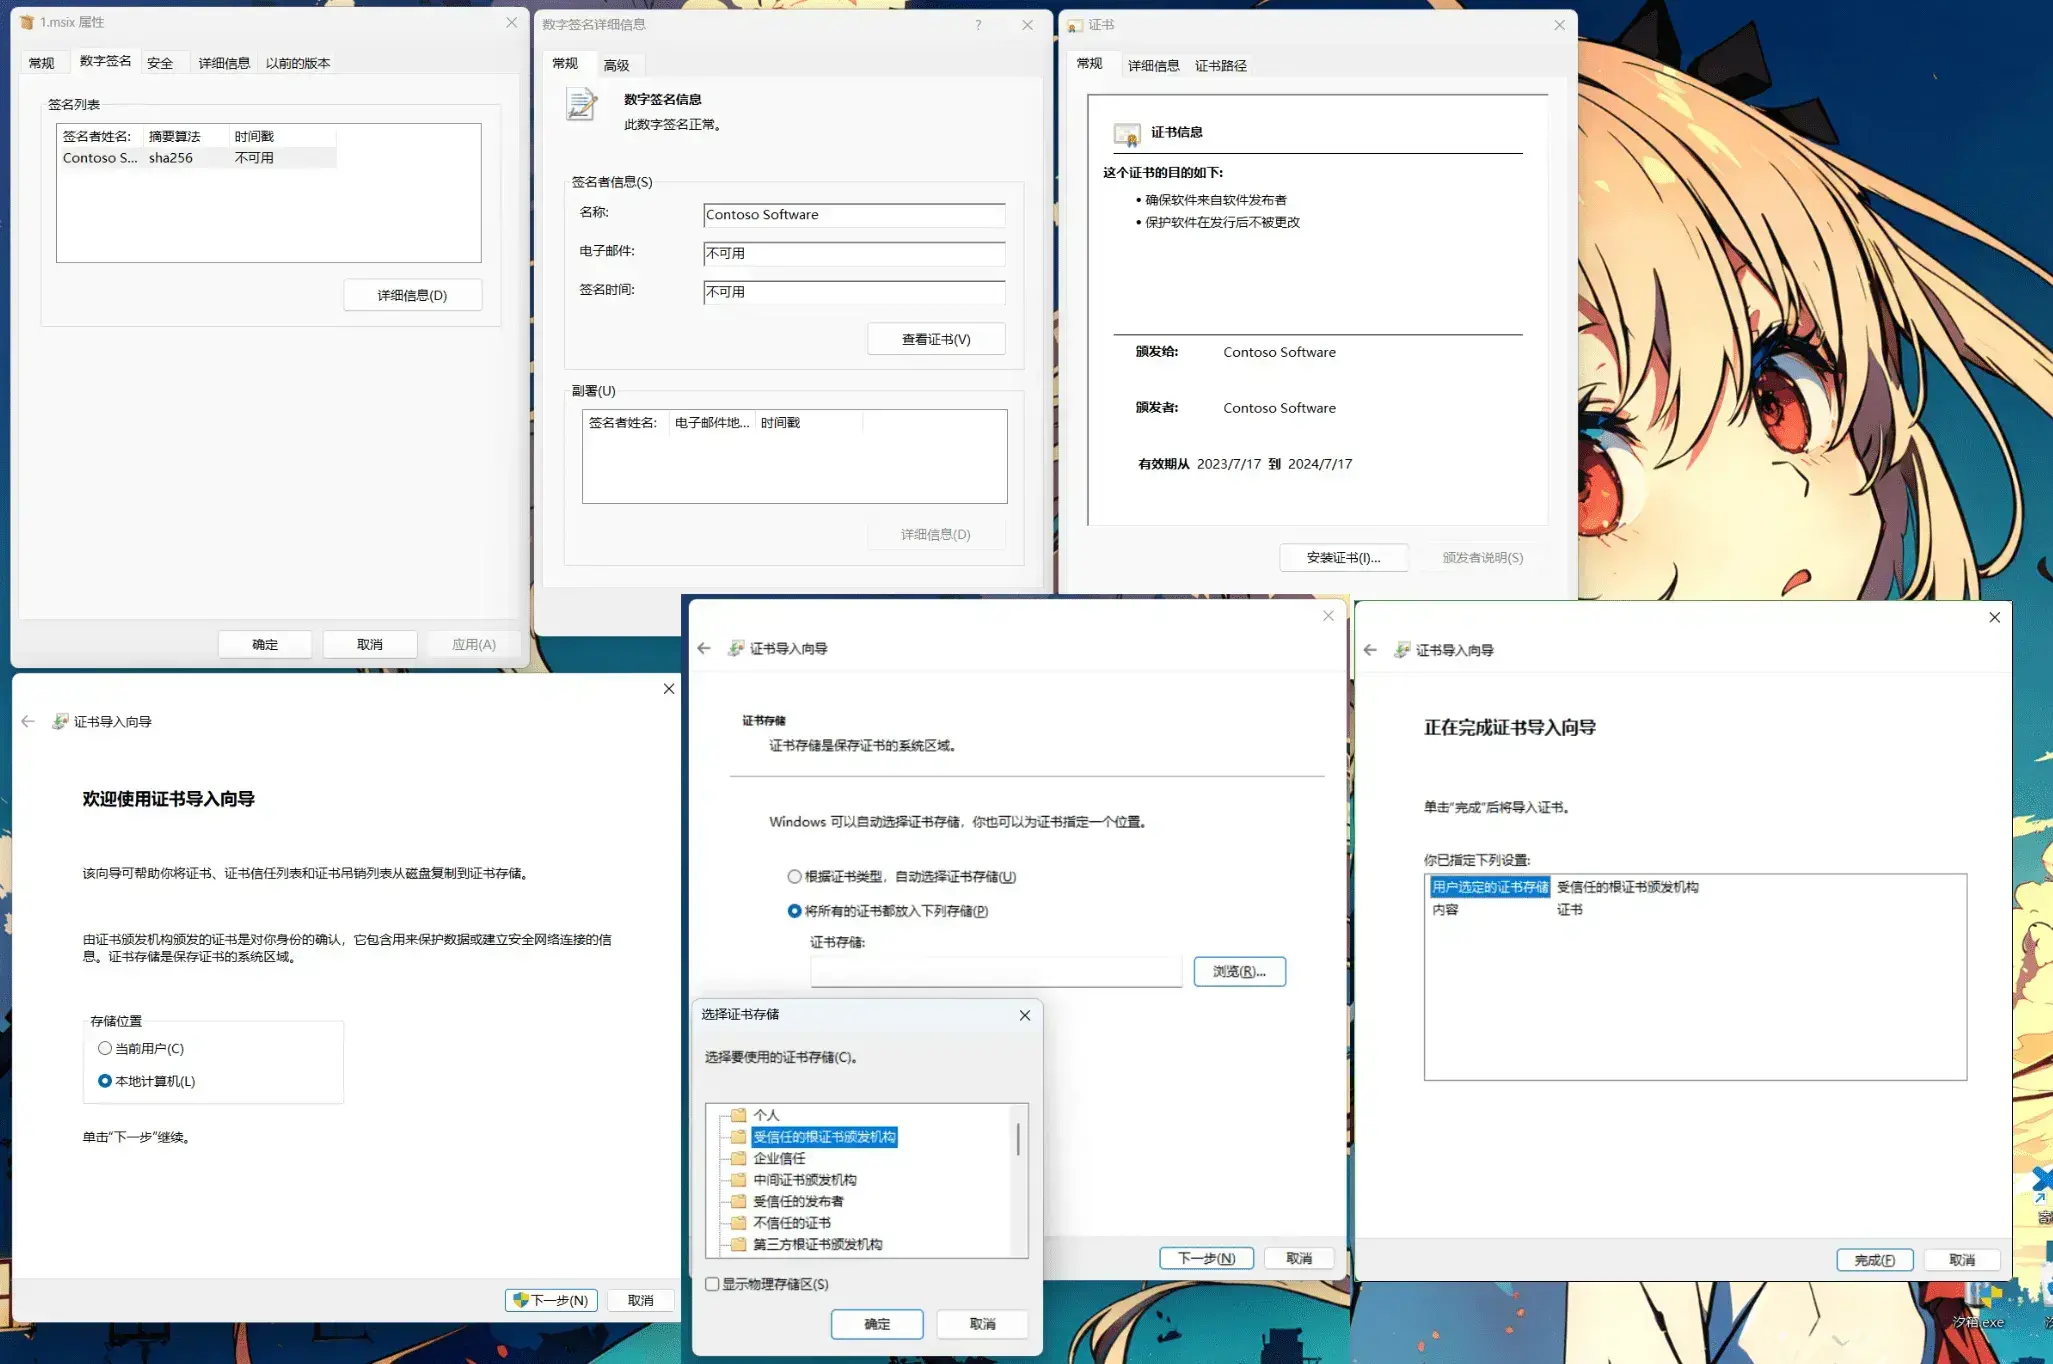 1.msix 属性
常规 数字签名 安全 详细信息 以前的版本
签名列表
签名者姓名: 摘要算法 时间戳
Contoso S... sha256 不可用
详细信息(D)
确定 取消 应用(A)
数字签名详细信息
常规 高级
数字签名信息
此数字签名正常。
签名者信息(S)
名称: Contoso Software
电子邮件: 不可用
签名时间: 不可用
查看证书(V)
副署(U)
签名者姓名: 电子邮件地... 时间戳
详细信息(D)
证书
常规 详细信息 证书路径
证书信息
这个证书的目的如下:
• 确保软件来自软件发布者
• 保护软件在发行后不被更改
颁发给: Contoso Software
颁发者: Contoso Software
有效期从 2023/7/17 到 2024/7/17
安装证书(I)... 颁发者说明(S)
证书导入向导
欢迎使用证书导入向导
该向导可帮助你将证书、证书信任列表和证书吊销列表从磁盘复制到证书存储。
由证书颁发机构颁发的证书是对你身份的确认，它包含用来保护数据或建立安全网络连接的信
息。证书存储是保存证书的系统区域。
存储位置
当前用户(C)
本地计算机(L)
单击“下一步”继续。
下一步(N) 取消
证书导入向导
证书存储
证书存储是保存证书的系统区域。
Windows 可以自动选择证书存储，你也可以为证书指定一个位置。
根据证书类型，自动选择证书存储(U)
将所有的证书都放入下列存储(P)
证书存储:
浏览(R)...
下一步(N) 取消
选择证书存储
选择要使用的证书存储(C)。
个人
受信任的根证书颁发机构
企业信任
中间证书颁发机构
受信任的发布者
不信任的证书
第三方根证书颁发机构
显示物理存储区(S)
确定 取消
证书导入向导
正在完成证书导入向导
单击“完成”后将导入证书。
你已指定下列设置:
用户选定的证书存储 受信任的根证书颁发机构
内容 证书
完成(F) 取消
汐箱.exe